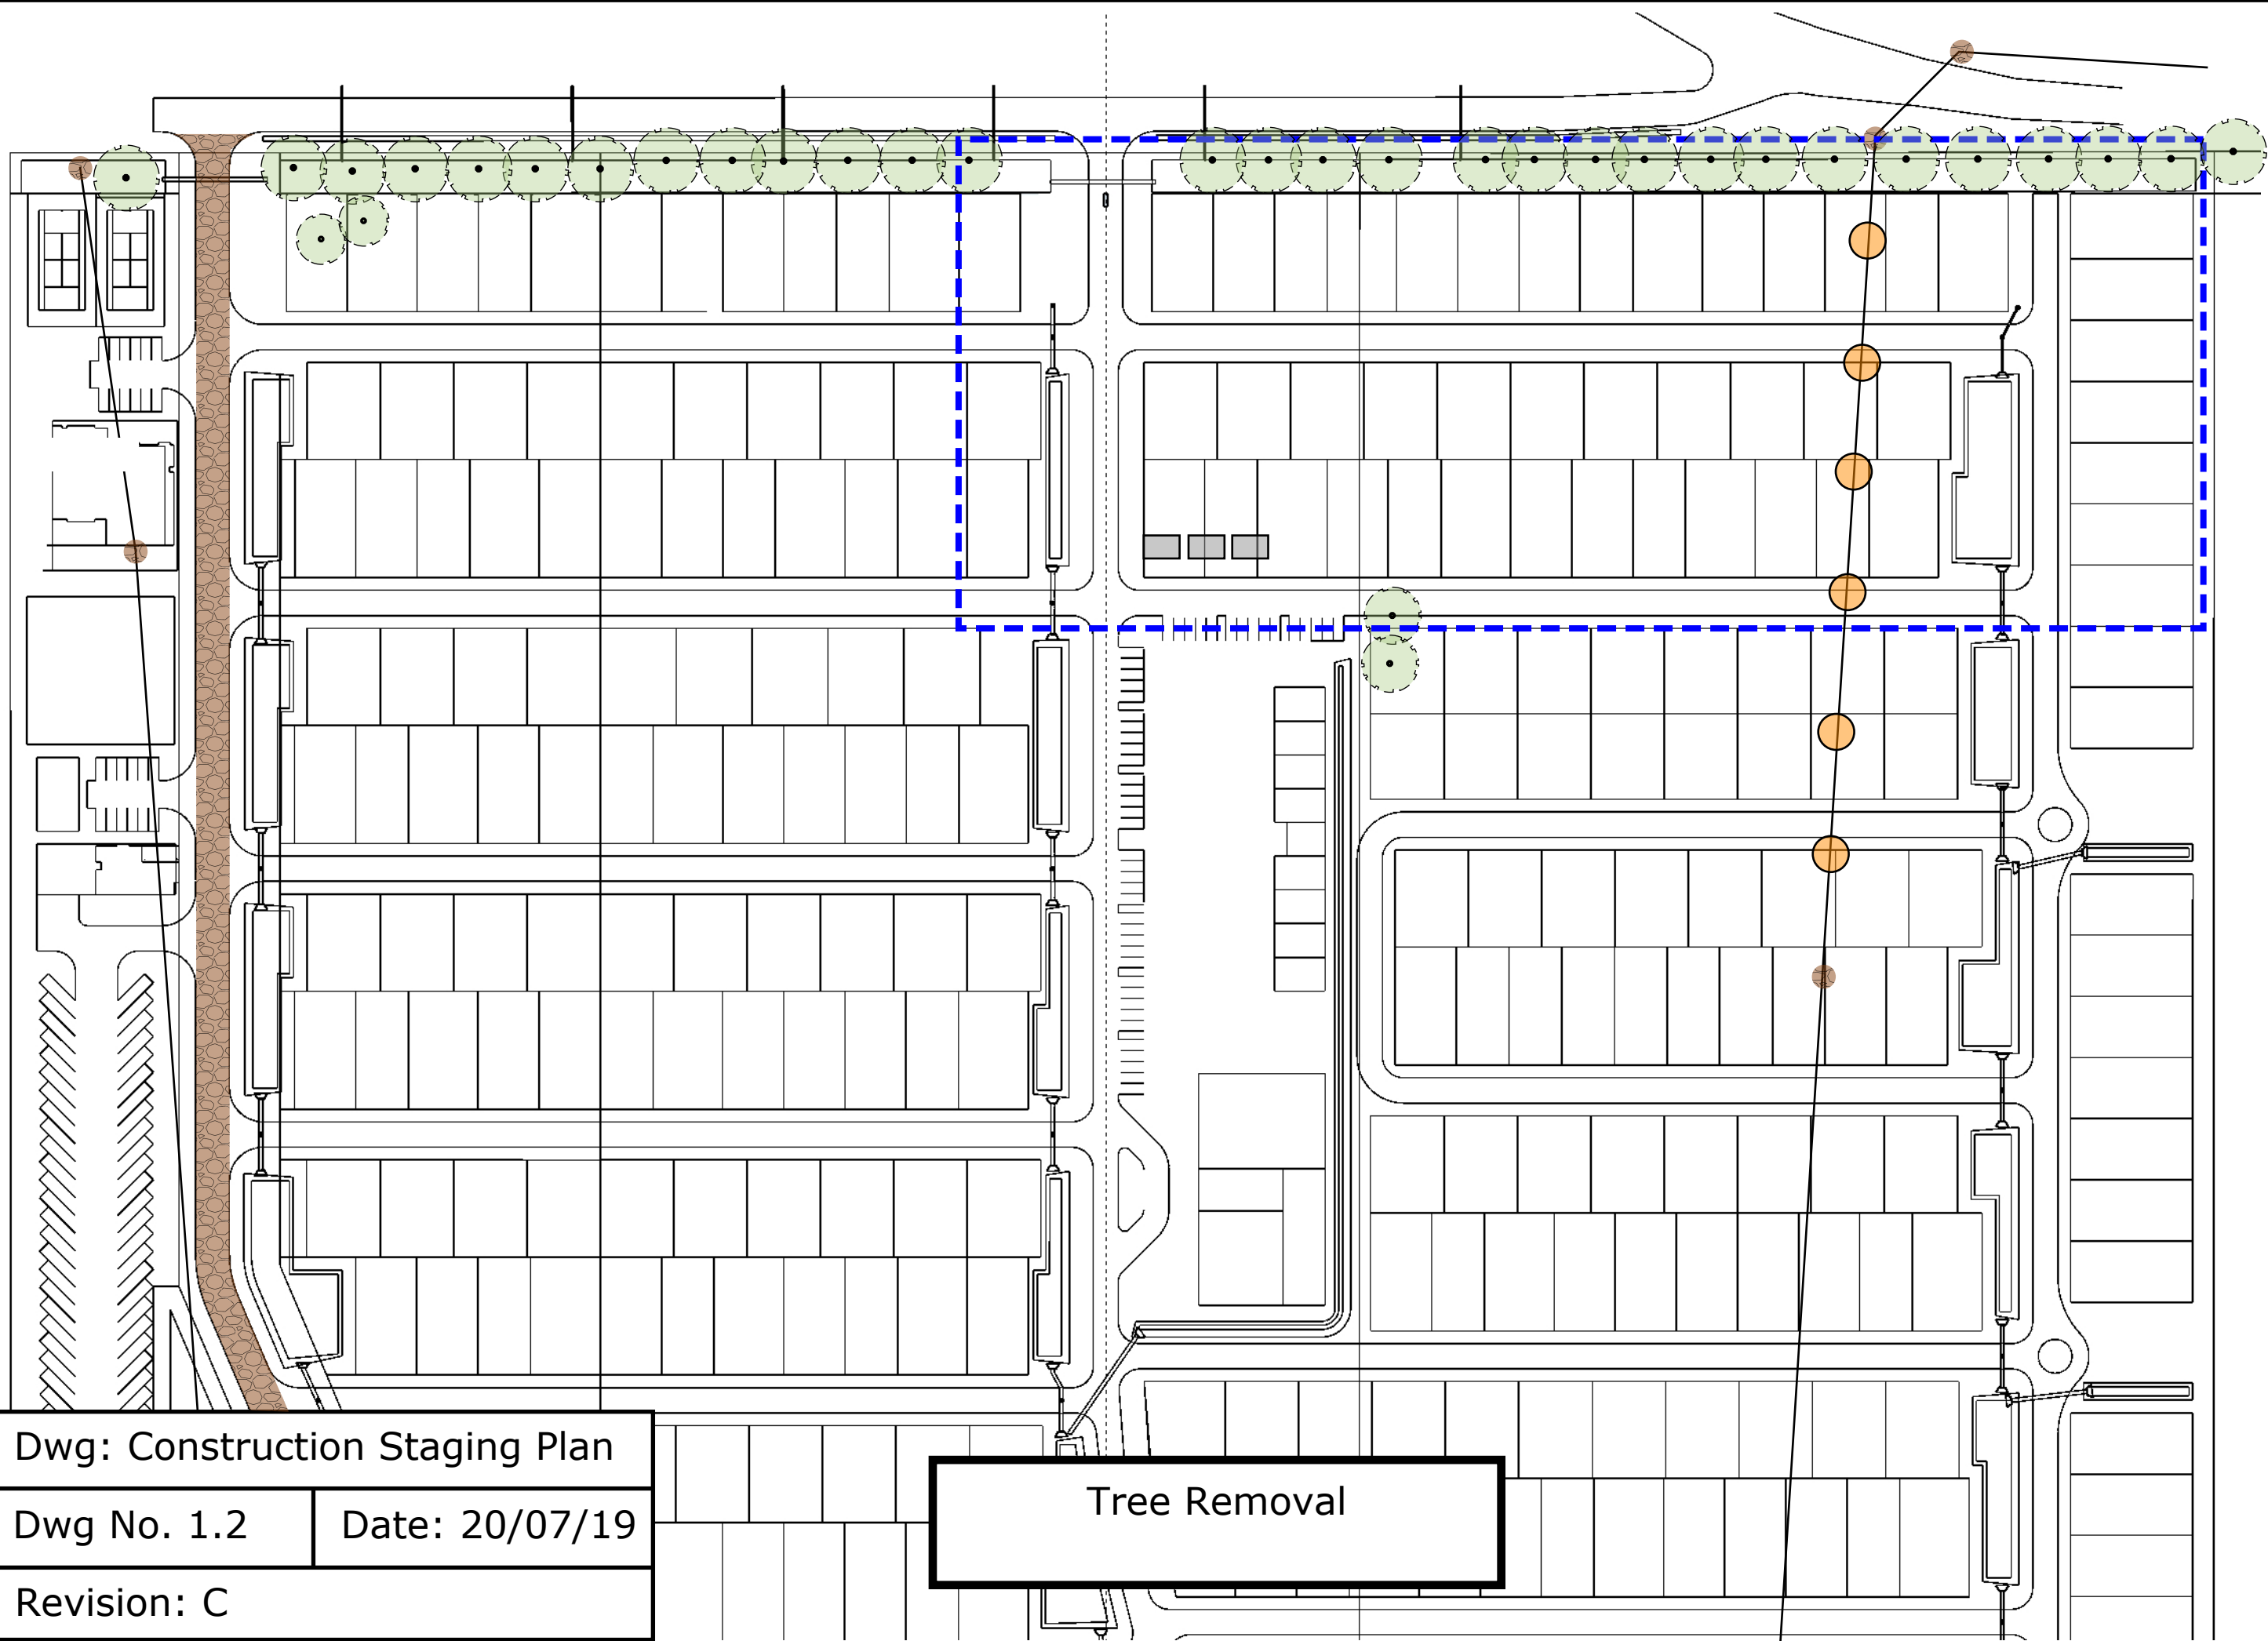 Dwg: Construction Staging Plan
Dwg No. 1.2
Date: 20/07/19
Revision: C
Tree Removal